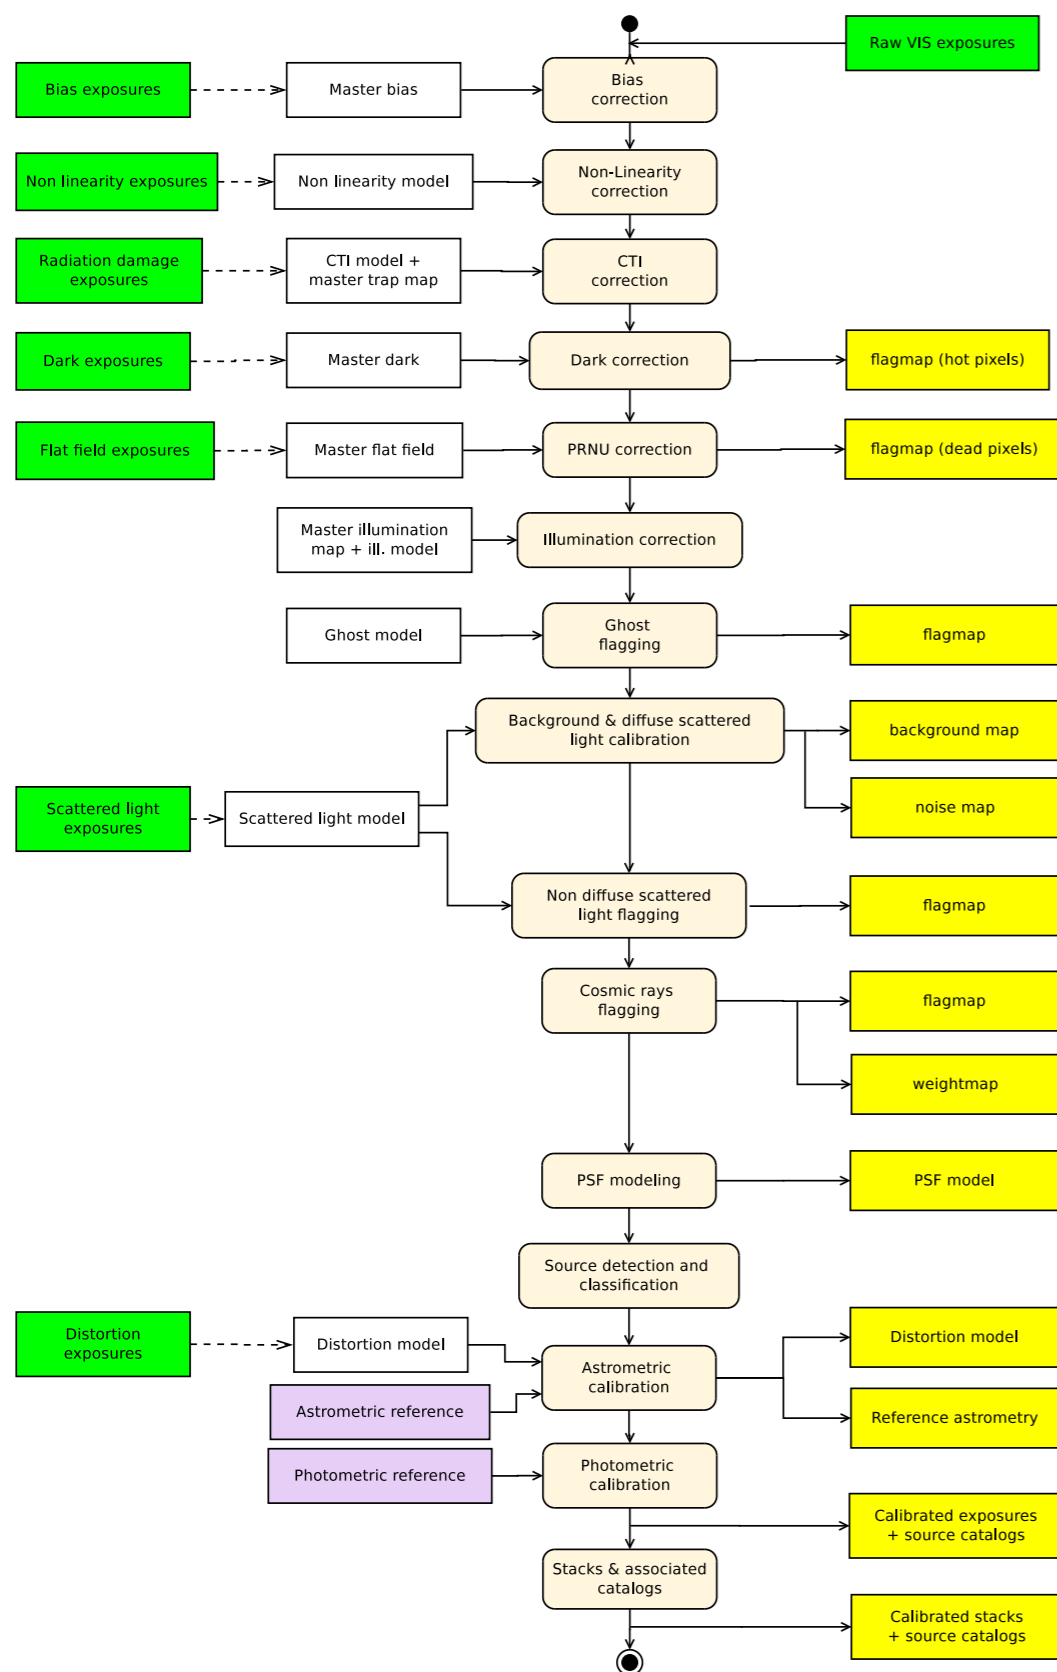 Raw VIS exposures
Bias exposures
Master bias
Bias
correction
Non linearity exposures
Non linearity model
Non-Linearity
correction
Radiation damage
exposures
CTI model +
master trap map
CTI
correction
Dark exposures
Master dark
Dark correction
flagmap (hot pixels)
Flat field exposures
Master flat field
PRNU correction
flagmap (dead pixels)
Master illumination
map + ill. model
Illumination correction
Ghost model
Ghost
flagging
flagmap
Background & diffuse scattered
light calibration
background map
noise map
Scattered light
exposures
Scattered light model
Non diffuse scattered
light flagging
flagmap
Cosmic rays
flagging
flagmap
weightmap
PSF modeling
PSF model
Source detection and
classification
Distortion
exposures
Distortion model
Astrometric reference
Astrometric
calibration
Distortion model
Reference astrometry
Photometric reference
Photometric
calibration
Calibrated exposures
+ source catalogs
Stacks & associated
catalogs
Calibrated stacks
+ source catalogs